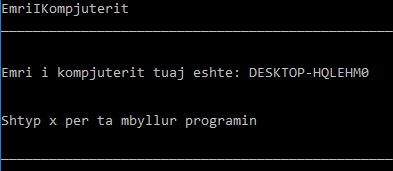 EmriIKompjuterit
Emri i kompjuterit tuaj eshte: DESKTOP-HQLEHM0
Shtyp x per ta mbyllur programin